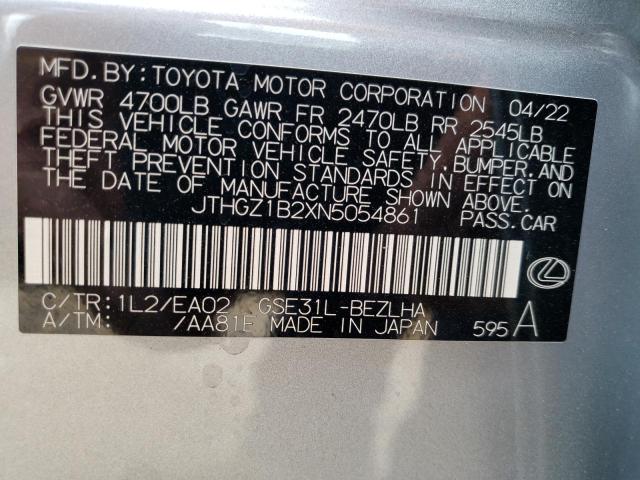 MFD. BY: TOYOTA MOTOR CORPORATION 04/22
GVWR 4700LB GAWR FR 2470LB RR 2545LB
THIS VEHICLE CONFORMS TO ALL APPLICABLE
FEDERAL MOTOR VEHICLE SAFETY, BUMPER, AND
THEFT PREVENTION STANDARDS IN EFFECT ON
THE DATE OF MANUFACTURE SHOWN ABOVE.
JTHGZ1B2XN5054861 PASS. CAR
C/TR: 1L2/EA02 GSE31L-BEZLHA
A/TM: /AA81E MADE IN JAPAN 595 A